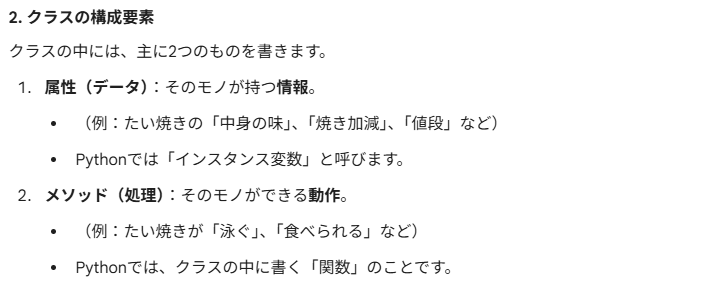 2. クラスの構成要素
クラスの中には、主に2つのものを書きます。
1. 属性（データ）：そのモノが持つ情報。
• （例：たい焼きの「中身の味」、「焼き加減」、「値段」など）
• Pythonでは「インスタンス変数」と呼びます。
2. メソッド（処理）：そのモノができる動作。
• （例：たい焼きが「泳ぐ」、「食べられる」など）
• Pythonでは、クラスの中に書く「関数」のことです。